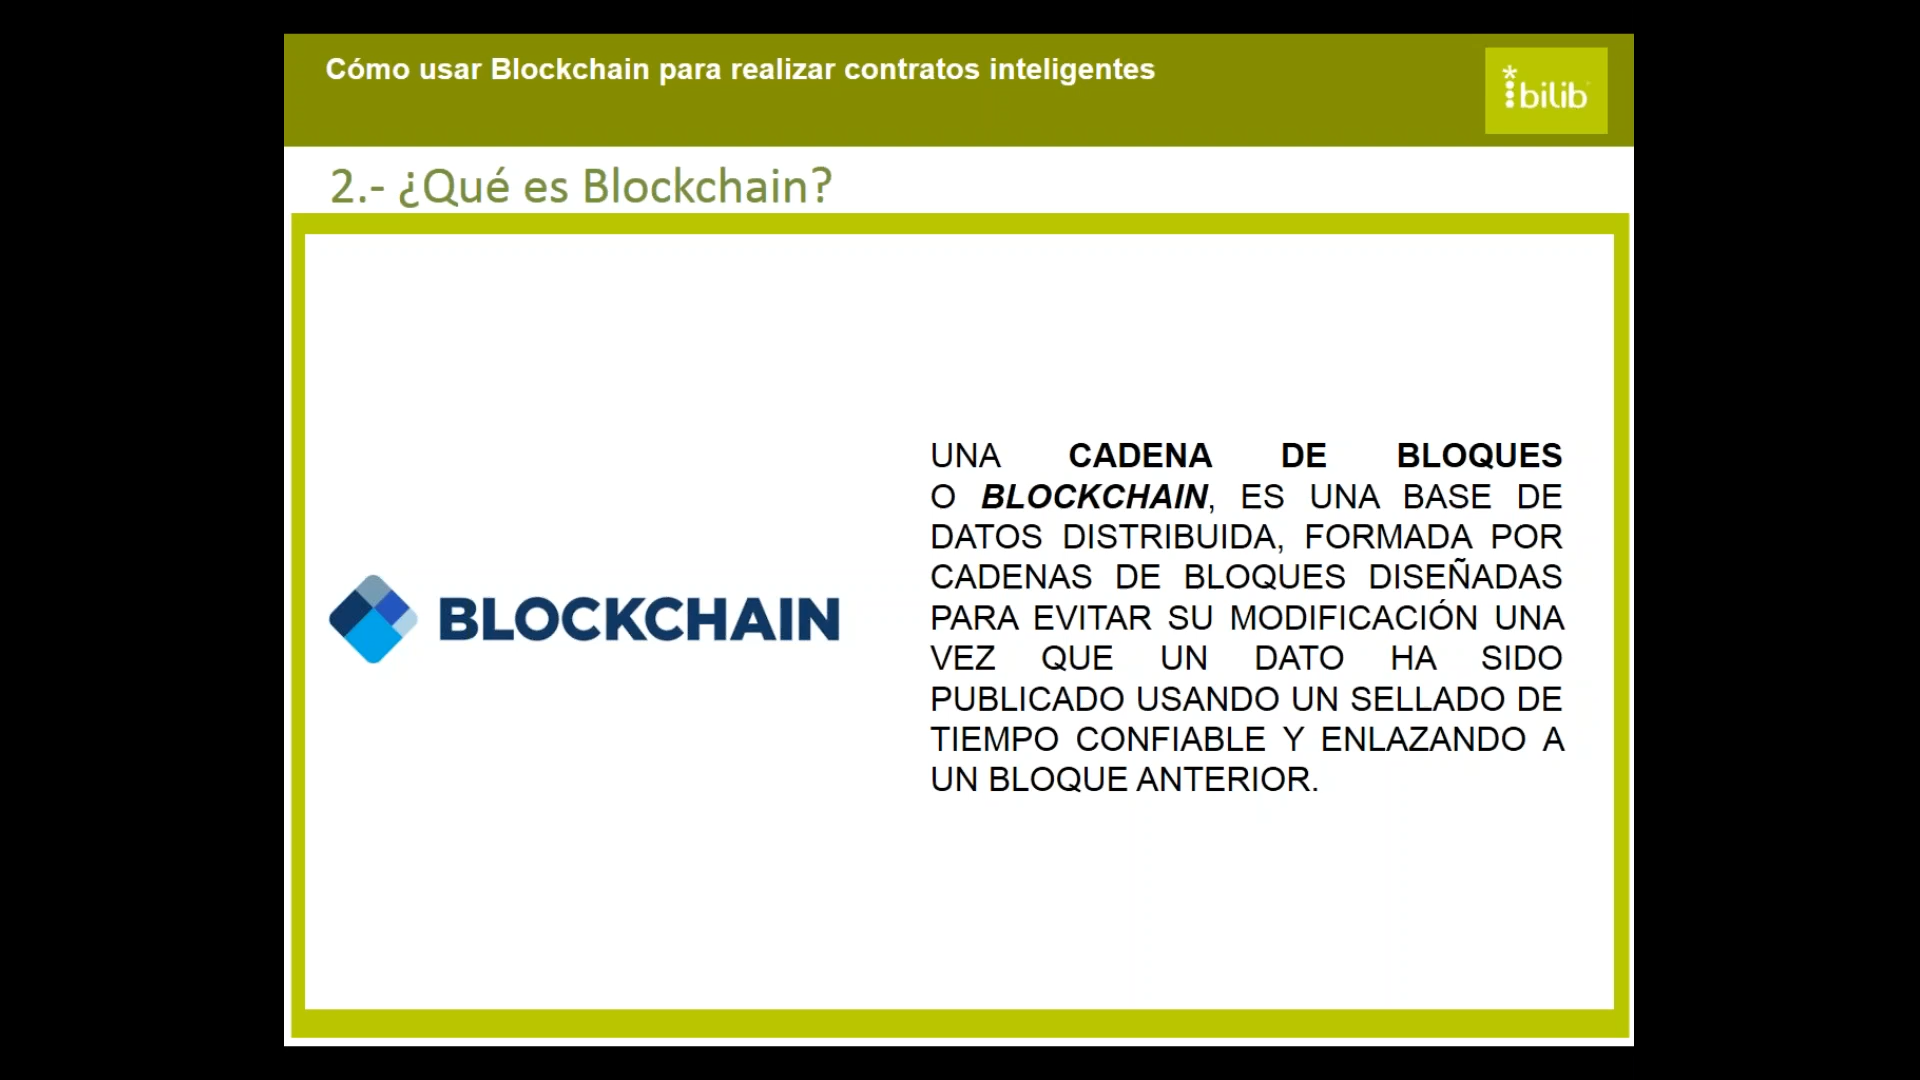 Cómo usar Blockchain para realizar contratos inteligentes
*bilib
2.- ¿Qué es Blockchain?
BLOCKCHAIN
UNA CADENA DE BLOQUES
O BLOCKCHAIN, ES UNA BASE DE
DATOS DISTRIBUIDA, FORMADA POR
CADENAS DE BLOQUES DISEÑADAS
PARA EVITAR SU MODIFICACIÓN UNA
VEZ QUE UN DATO HA SIDO
PUBLICADO USANDO UN SELLADO DE
TIEMPO CONFIABLE Y ENLAZANDO A
UN BLOQUE ANTERIOR.